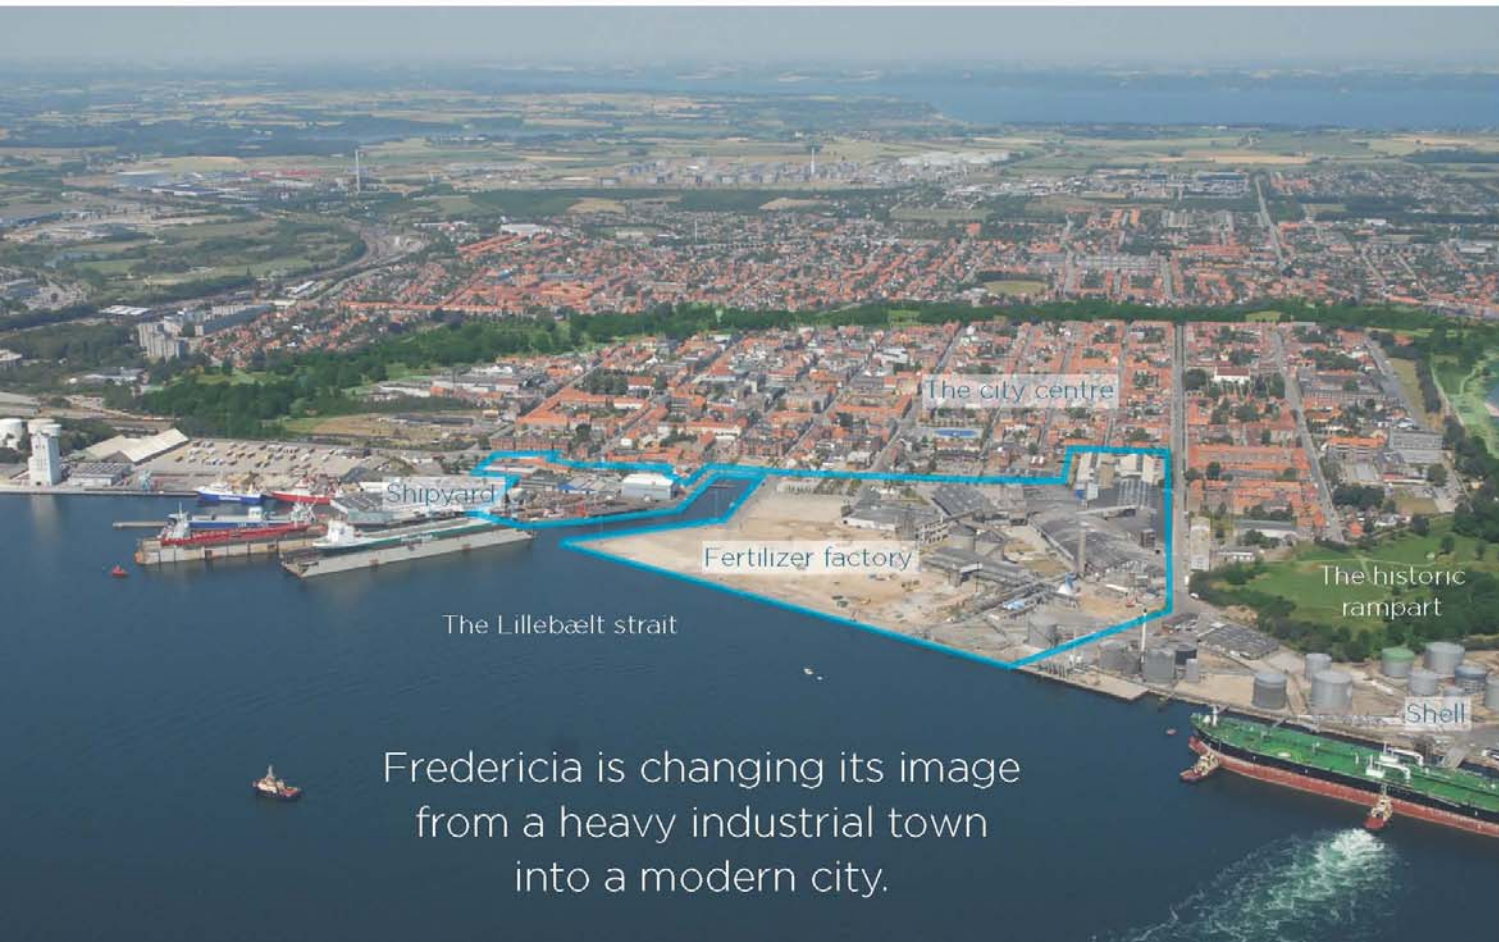 The city centre
Shipyard
Fertilizer factory
The historic
rampart
The Lillebælt strait
Shell
Fredericia is changing its image
from a heavy industrial town
into a modern city.